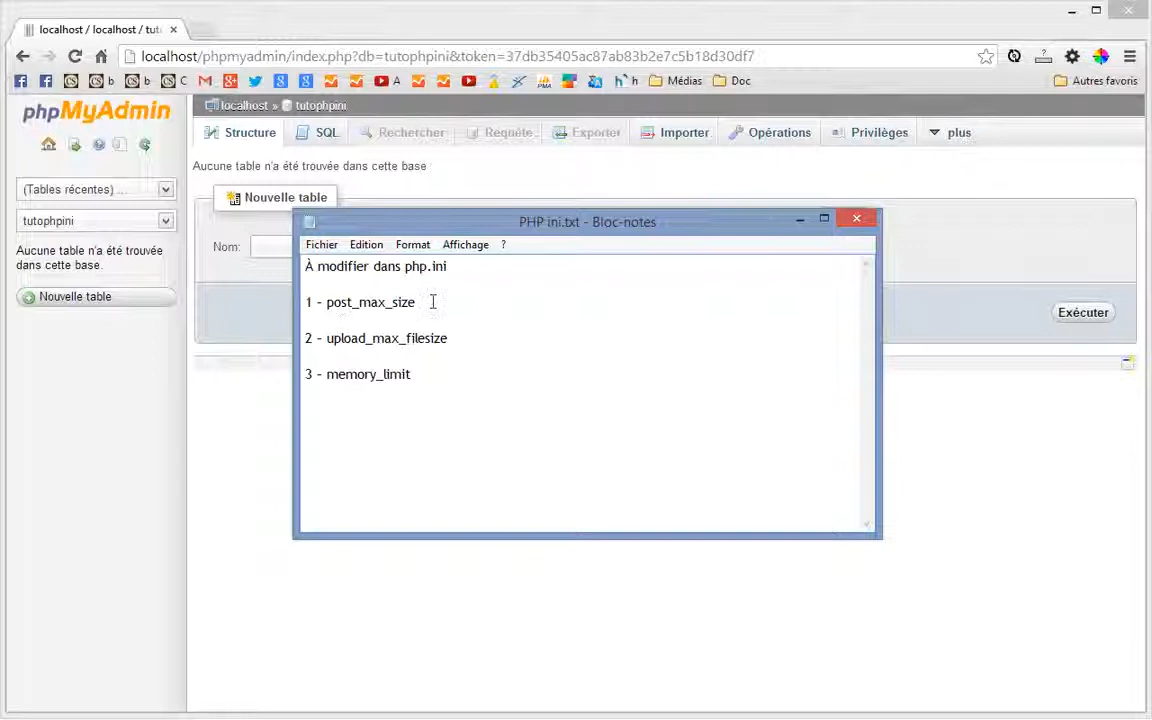 localhost / localhost / tut
localhost/phpmyadmin/index.php?db=tutophpini&token=37db35405ac87ab83b2e7c5b18d30df7
b
b
C
PMA
h
Médias
Doc
Autres favoris
phpMyAdmin
localhost » tutophpini
Structure
SQL
Rechercher
Requête
Exporter
Importer
Opérations
Privilèges
plus
Aucune table n'a été trouvée dans cette base
(Tables récentes) ...
tutophpini
Aucune table n'a été trouvée
dans cette base.
Nouvelle table
Nouvelle table
Nom:
Exécuter
PHP ini.txt - Bloc-notes
Fichier
Edition
Format
Affichage
?
À modifier dans php.ini
1 - post_max_size
2 - upload_max_filesize
3 - memory_limit